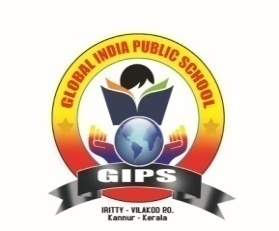 GLOBAL INDIA PUBLIC SCHOOL
GIPS
IRITTY - VILAKOD PO.
Kannur - Kerala